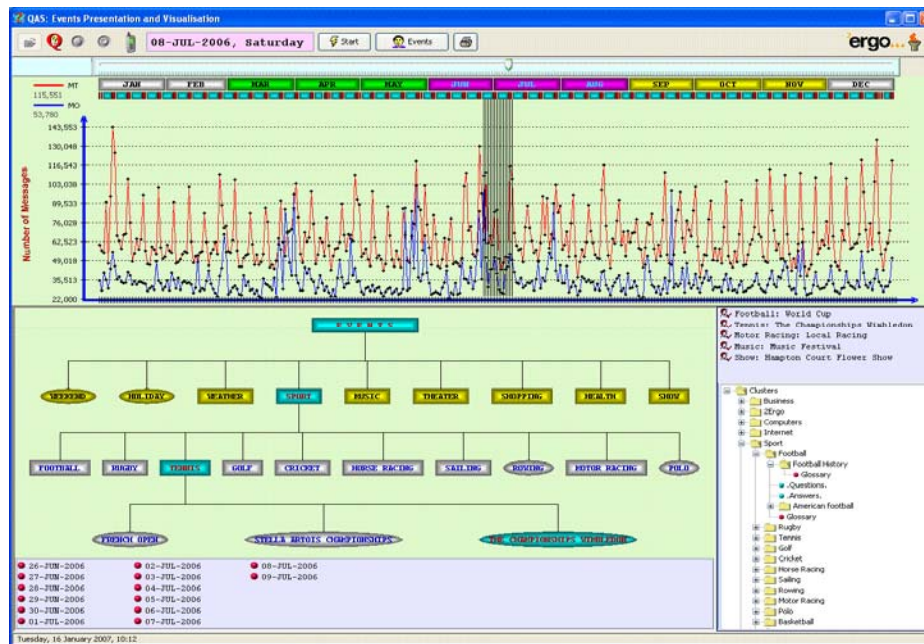 QAS: Events Presentation and Visualisation
08-JUL-2006, Saturday
Start
Events
ergo...
MT
115,551
MO
53,760
JAN FEB MAR APR MAY JUN JUL AUG SEP OCT NOV DEC
Number of Messages
143,553
130,048
116,543
103,038
89,533
76,028
62,523
49,018
35,513
22,000
EVENTS
WEEKEND HOLIDAY WEATHER SPORT MUSIC THEATER SHOPPING HEALTH SHOW
FOOTBALL RUGBY TENNIS GOLF CRICKET HORSE RACING SAILING ROWING MOTOR RACING POLO
FRENCH OPEN STELLA ARTOIS CHAMPIONSHIPS THE CHAMPIONSHIPS WIMBLEDON
Football: World Cup
Tennis: The Championships Wimbledon
Motor Racing: Local Racing
Music: Music Festival
Show: Hampton Court Flower Show
Clusters
Business
2Ergo
Computers
Internet
Sport
Football
Football History
Glossary
.Questions.
.Answers.
American football
Glossary
Rugby
Tennis
Golf
Cricket
Horse Racing
Sailing
Rowing
Motor Racing
Polo
Basketball
26-JUN-2006 02-JUL-2006 08-JUL-2006
27-JUN-2006 03-JUL-2006 09-JUL-2006
28-JUN-2006 04-JUL-2006
29-JUN-2006 05-JUL-2006
30-JUN-2006 06-JUL-2006
01-JUL-2006 07-JUL-2006
Tuesday, 16 January 2007, 10:12